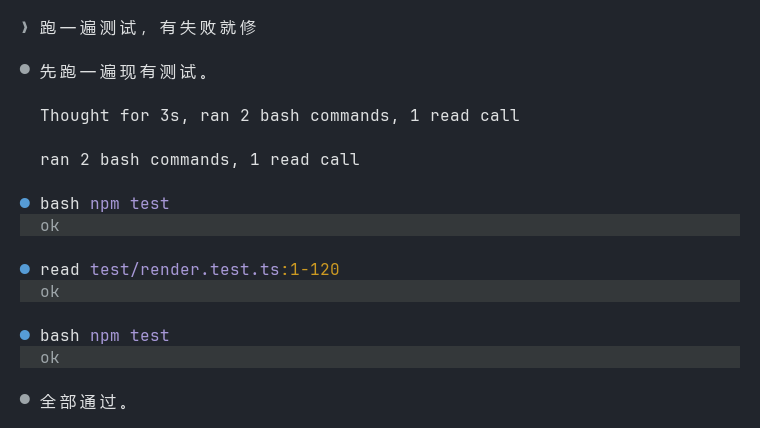 ❯ 跑一遍测试，有失败就修
● 先跑一遍现有测试。
Thought for 3s, ran 2 bash commands, 1 read call
ran 2 bash commands, 1 read call
● bash npm test
ok
● read test/render.test.ts:1-120
ok
● bash npm test
ok
● 全部通过。